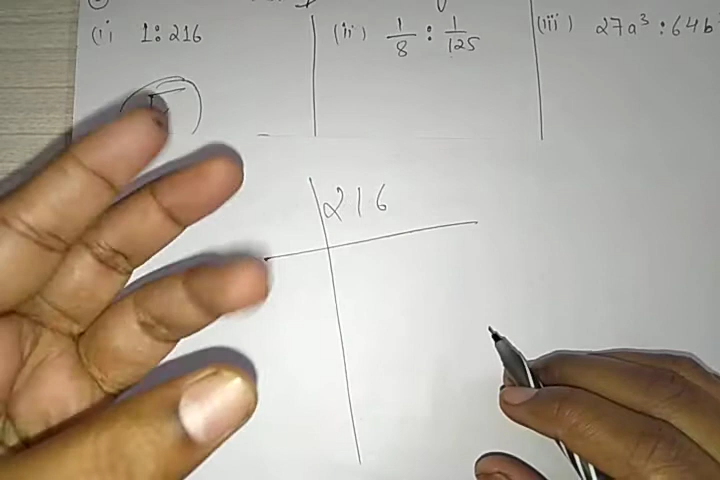 (i) 1:216
(ii) 1/8 : 1/125
(iii) 27a³ : 64b
216